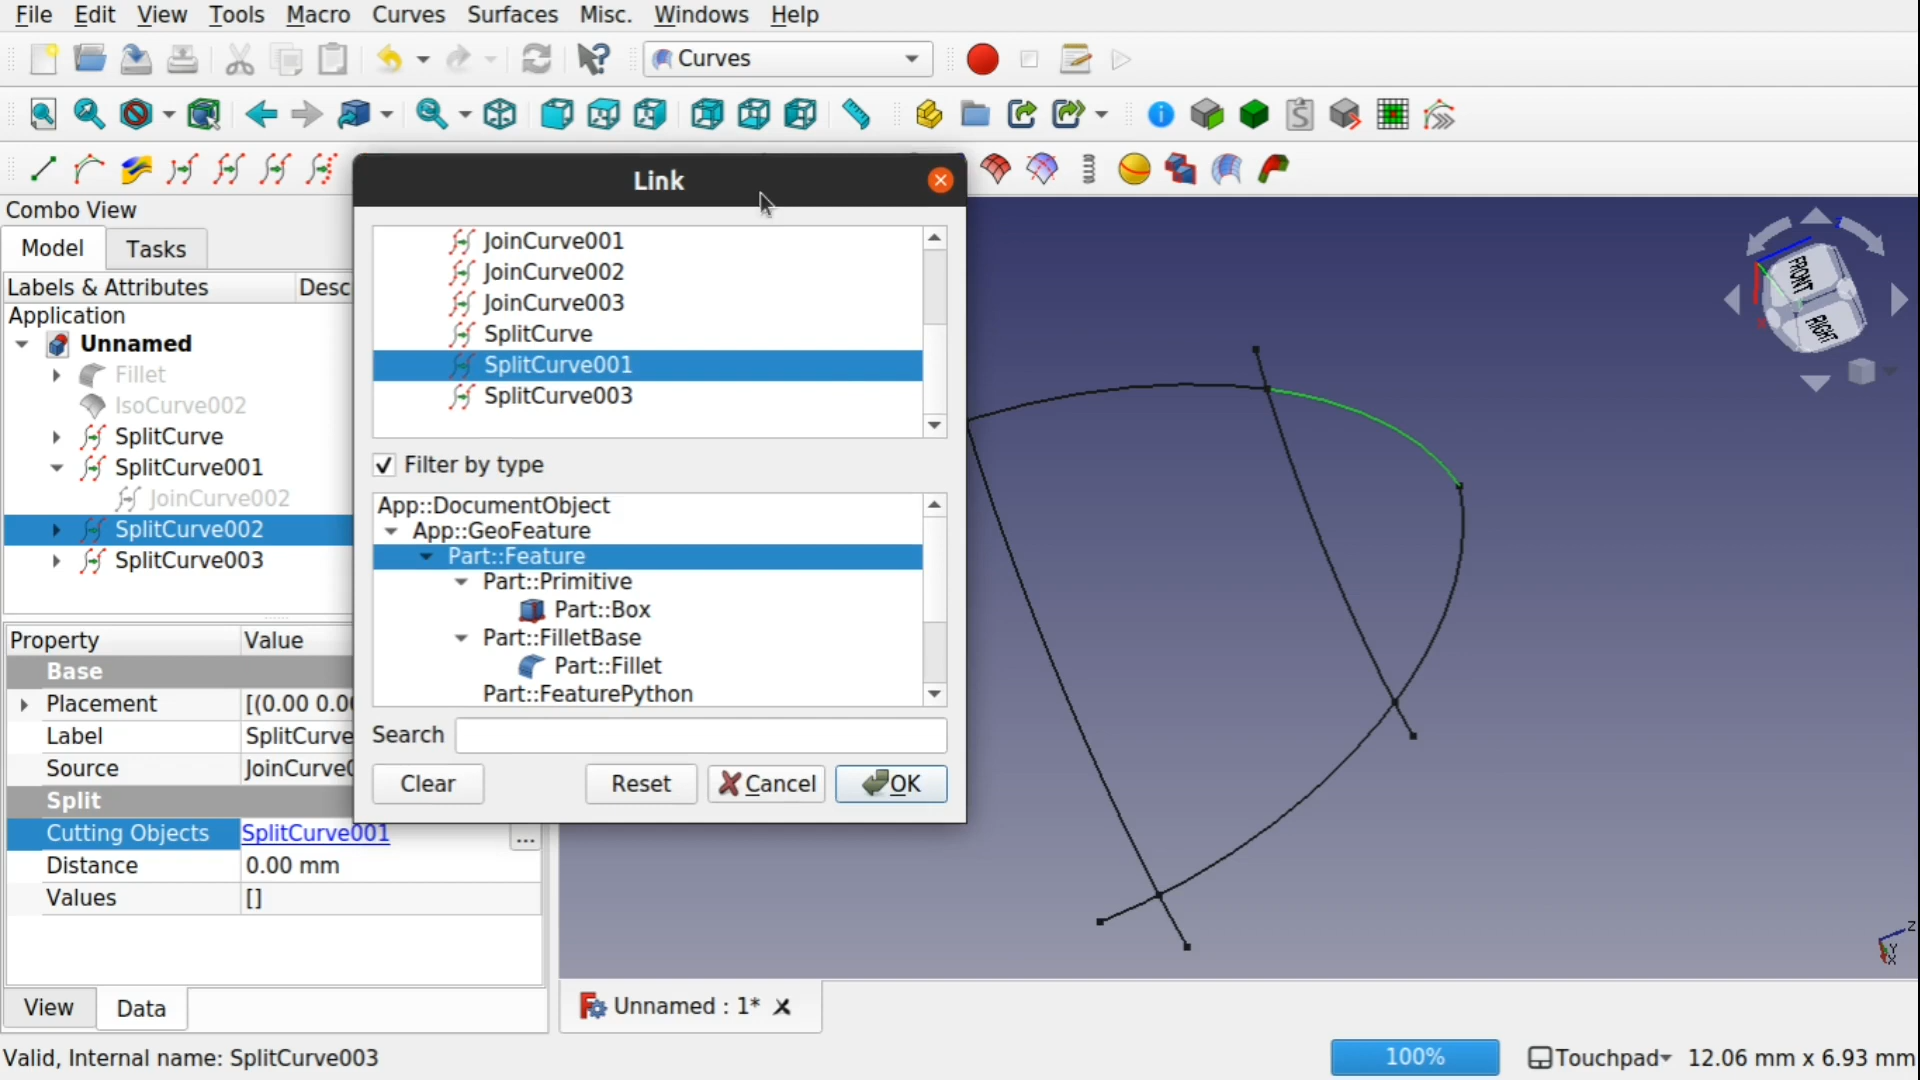 File Edit View Tools Macro Curves Surfaces Misc. Windows Help
Curves
Link
Combo View
Model Tasks
Labels & Attributes Desc
Application
Unnamed
Fillet
IsoCurve002
SplitCurve
SplitCurve001
JoinCurve002
SplitCurve002
SplitCurve003
JoinCurve001
JoinCurve002
JoinCurve003
SplitCurve
SplitCurve001
SplitCurve003
Filter by type
App::DocumentObject
App::GeoFeature
Part::Feature
Part::Primitive
Part::Box
Part::FilletBase
Part::Fillet
Part::FeaturePython
Search
Clear Reset Cancel OK
Property Value
Base
Placement [(0.00 0.00
Label SplitCurve
Source JoinCurve0
Split
Cutting Objects SplitCurve001 ...
Distance 0.00 mm
Values []
View Data
FRONT
RIGHT
Z
Y
X
Unnamed : 1*
Valid, Internal name: SplitCurve003
100% Touchpad 12.06 mm x 6.93 mm